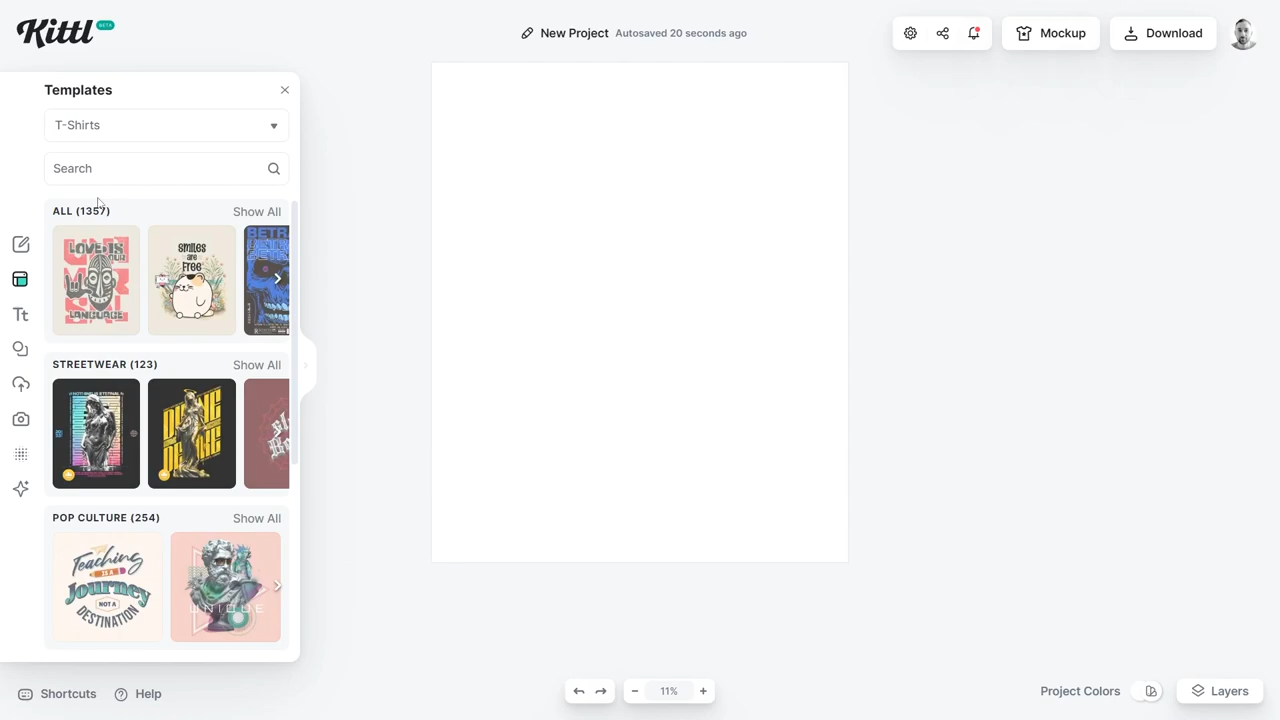 Kittl BETA
New Project Autosaved 20 seconds ago
Mockup
Download
Templates
T-Shirts
Search
ALL (1357)
Show All
LOVE IS
OUR
LANGUAGE
SMILES
are
FREE
STREETWEAR (123)
Show All
POP CULTURE (254)
Show All
Teaching
IS A
Journey
NOT A
DESTINATION
UNIQUE
Shortcuts
Help
11%
Project Colors
Layers